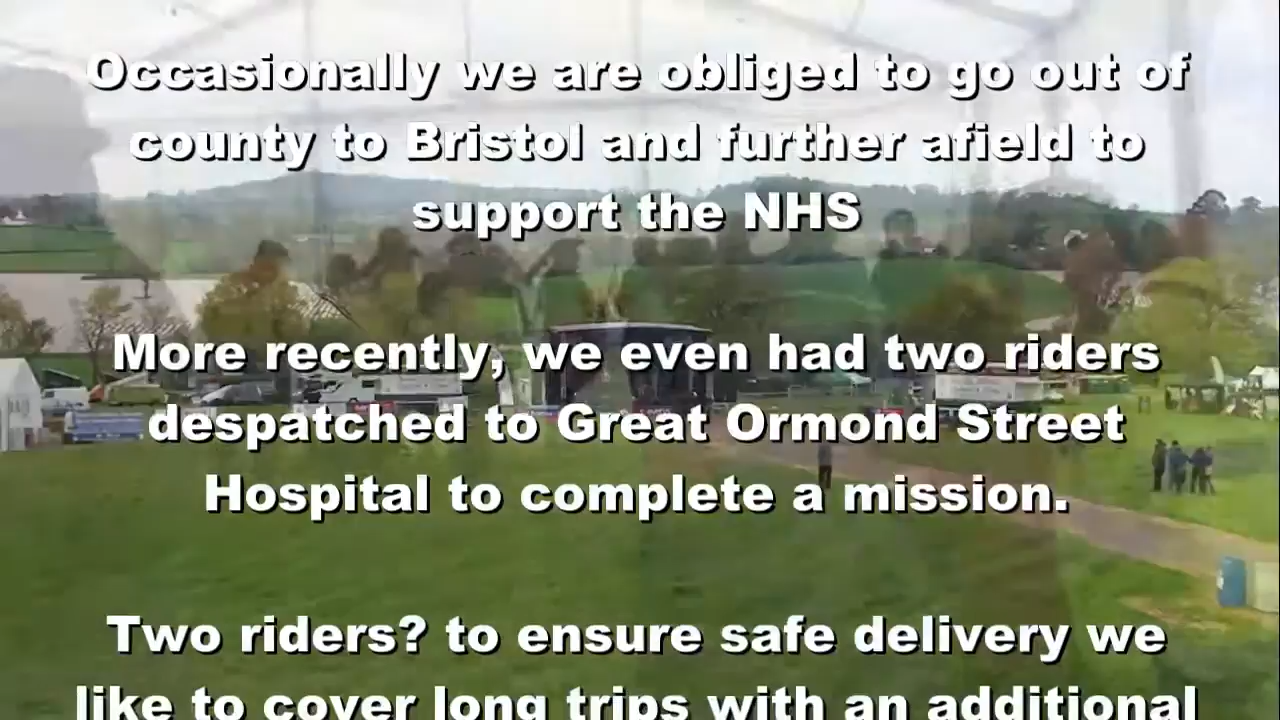 Occasionally we are obliged to go out of
county to Bristol and further afield to
support the NHS
More recently, we even had two riders
despatched to Great Ormond Street
Hospital to complete a mission.
Two riders? to ensure safe delivery we
like to cover long trips with an additional